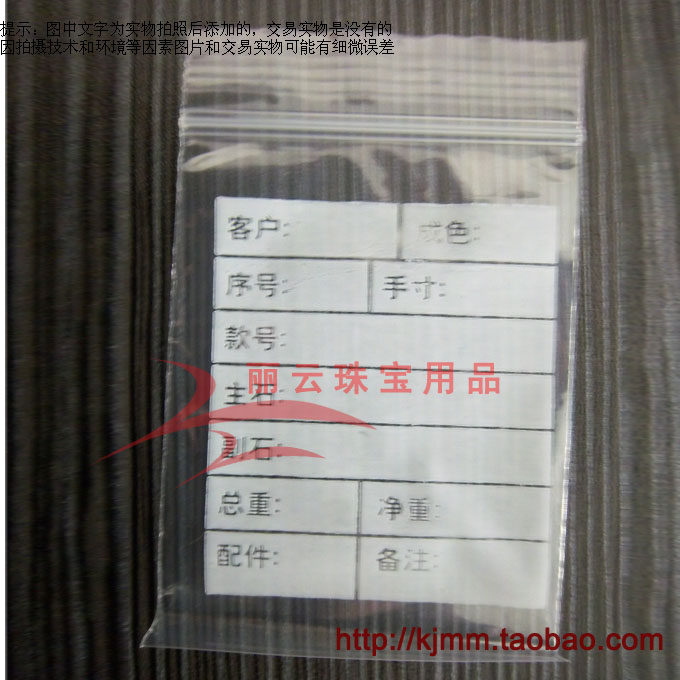 提示：图中文字为实物拍照后添加的，交易实物是没有的
因拍摄技术和环境等因素图片和交易实物可能有细微误差
客户: 成色:
序号: 手寸:
款号:
丽云珠宝用品
主石:
副石:
总重: 净重:
配件: 备注:
http://kjmm.taobao.com